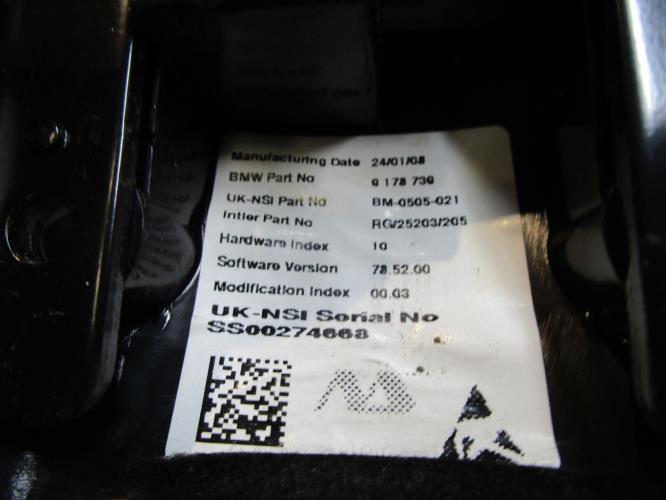 Manufacturing Date 24/01/08
BMW Part No 9 178 739
UK-NSI Part No BM-0505-021
Intier Part No RG/25203/205
Hardware Index 10
Software Version 78.52.00
Modification Index 00.03
UK-NSI Serial No
SS00274668